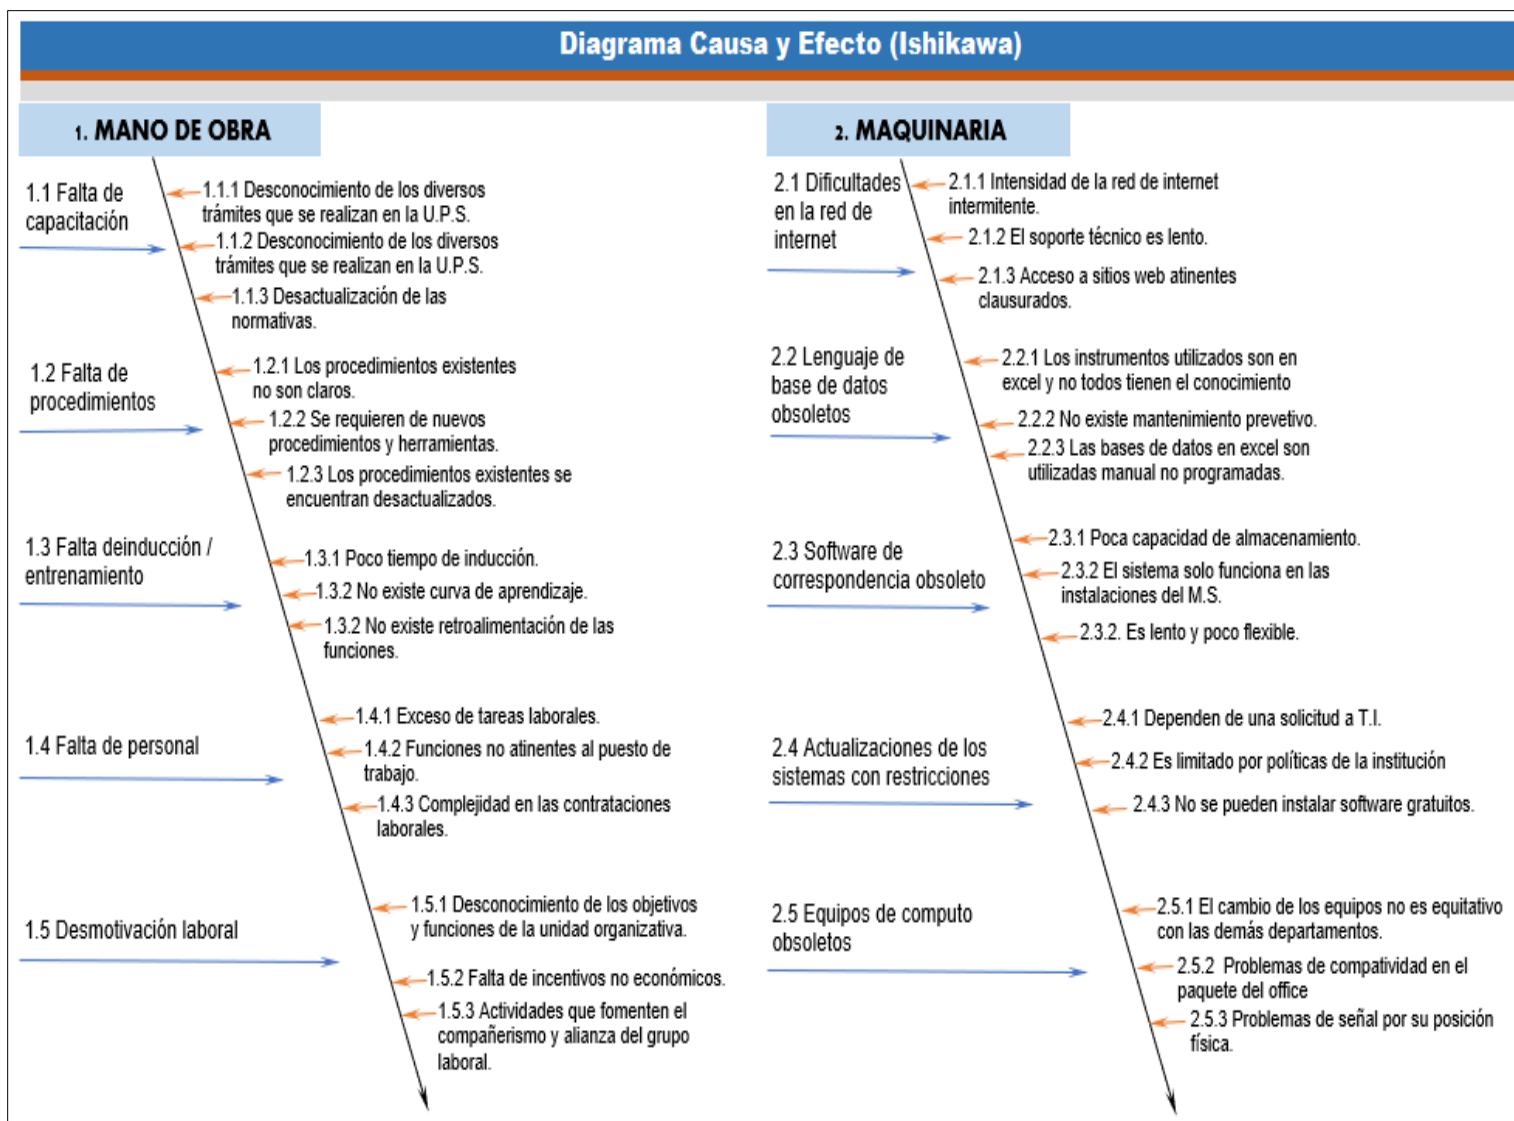 Diagrama Causa y Efecto (Ishikawa)
1. MANO DE OBRA
1.1 Falta de
capacitación
1.1.1 Desconocimiento de los diversos
trámites que se realizan en la U.P.S.
1.1.2 Desconocimiento de los diversos
trámites que se realizan en la U.P.S.
1.1.3 Desactualización de las
normativas.
1.2 Falta de
procedimientos
1.2.1 Los procedimientos existentes
no son claros.
1.2.2 Se requieren de nuevos
procedimientos y herramientas.
1.2.3 Los procedimientos existentes se
encuentran desactualizados.
1.3 Falta deinducción /
entrenamiento
1.3.1 Poco tiempo de inducción.
1.3.2 No existe curva de aprendizaje.
1.3.2 No existe retroalimentación de las
funciones.
1.4 Falta de personal
1.4.1 Exceso de tareas laborales.
1.4.2 Funciones no atinentes al puesto de
trabajo.
1.4.3 Complejidad en las contrataciones
laborales.
1.5 Desmotivación laboral
1.5.1 Desconocimiento de los objetivos
y funciones de la unidad organizativa.
1.5.2 Falta de incentivos no económicos.
1.5.3 Actividades que fomenten el
compañerismo y alianza del grupo
laboral.
2. MAQUINARIA
2.1 Dificultades
en la red de
internet
2.1.1 Intensidad de la red de internet
intermitente.
2.1.2 El soporte técnico es lento.
2.1.3 Acceso a sitios web atinentes
clausurados.
2.2 Lenguaje de
base de datos
obsoletos
2.2.1 Los instrumentos utilizados son en
excel y no todos tienen el conocimiento
2.2.2 No existe mantenimiento prevetivo.
2.2.3 Las bases de datos en excel son
utilizadas manual no programadas.
2.3 Software de
correspondencia obsoleto
2.3.1 Poca capacidad de almacenamiento.
2.3.2 El sistema solo funciona en las
instalaciones del M.S.
2.3.2. Es lento y poco flexible.
2.4 Actualizaciones de los
sistemas con restricciones
2.4.1 Dependen de una solicitud a T.I.
2.4.2 Es limitado por políticas de la institución
2.4.3 No se pueden instalar software gratuitos.
2.5 Equipos de computo
obsoletos
2.5.1 El cambio de los equipos no es equitativo
con las demás departamentos.
2.5.2 Problemas de compatividad en el
paquete del office
2.5.3 Problemas de señal por su posición
física.